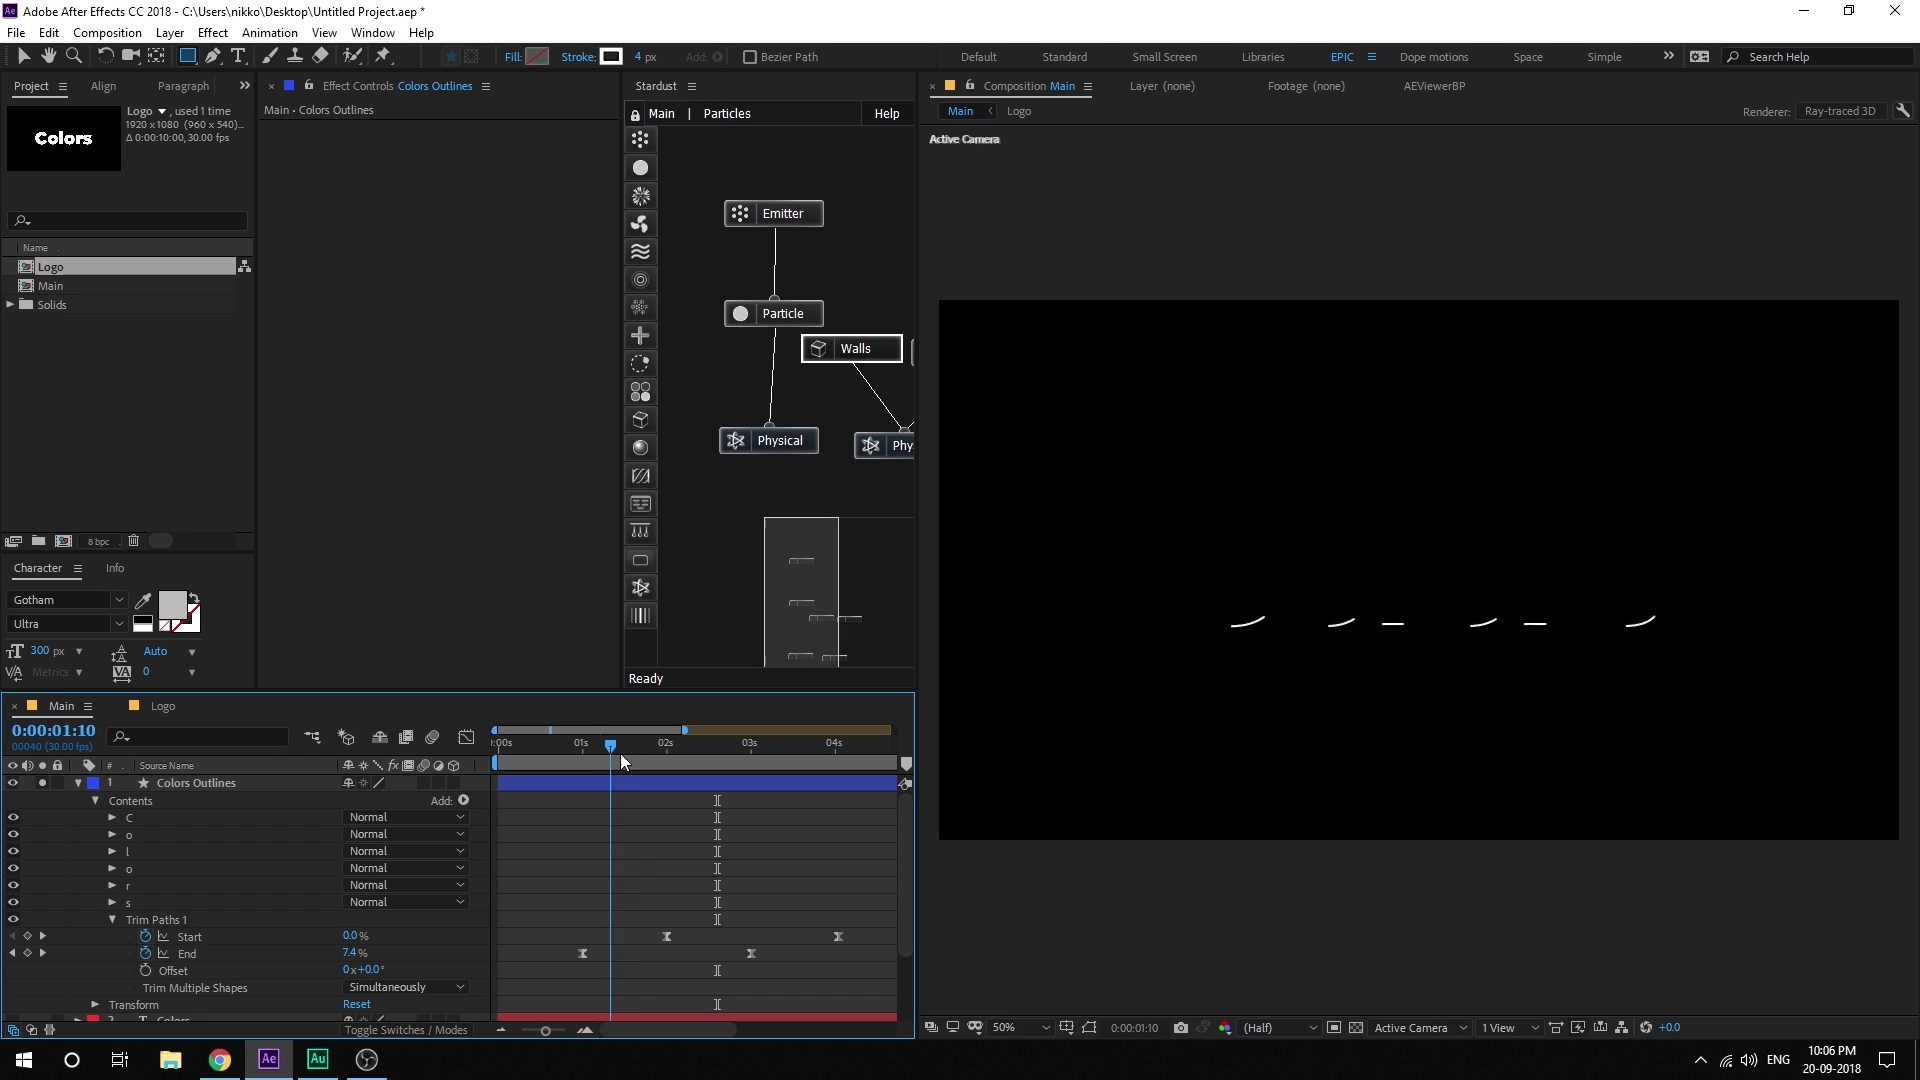 Adobe After Effects CC 2018 - C:\Users\nikko\Desktop\Untitled Project.aep *
File Edit Composition Layer Effect Animation View Window Help
Fill: Stroke: 4 px Add: Bezier Path Default Standard Small Screen Libraries EPIC Dope motions Space Simple Search Help
Project Align Paragraph
Logo , used 1 time
1920 x1080 (960 x 540)...
Δ 0:00:10:00, 30.00 fps
Colors
Name
Logo
Main
Solids
8 bpc
Effect Controls Colors Outlines
Main • Colors Outlines
Stardust
Main | Particles Help
Emitter
Particle
Walls
Physical
Phy
Ready
Composition Main Layer (none) Footage (none) AEViewerBP
Main Logo Renderer: Ray-traced 3D
Active Camera
Character Info
Gotham
Ultra
300 px Auto
Metrics 0
Main Logo
0:00:01:10
00040 (30.00 fps)
:00s 01s 02s 03s 04s
# Source Name
1 Colors Outlines
Contents Add:
C Normal
o Normal
l Normal
o Normal
r Normal
s Normal
Trim Paths 1
Start 0.0%
End 7.4%
Offset 0x+0.0°
Trim Multiple Shapes Simultaneously
Transform Reset
2 T Colors
Toggle Switches / Modes
50% 0:00:01:10 (Half) Active Camera 1 View +0.0
Ae Au
ENG
10:06 PM
20-09-2018